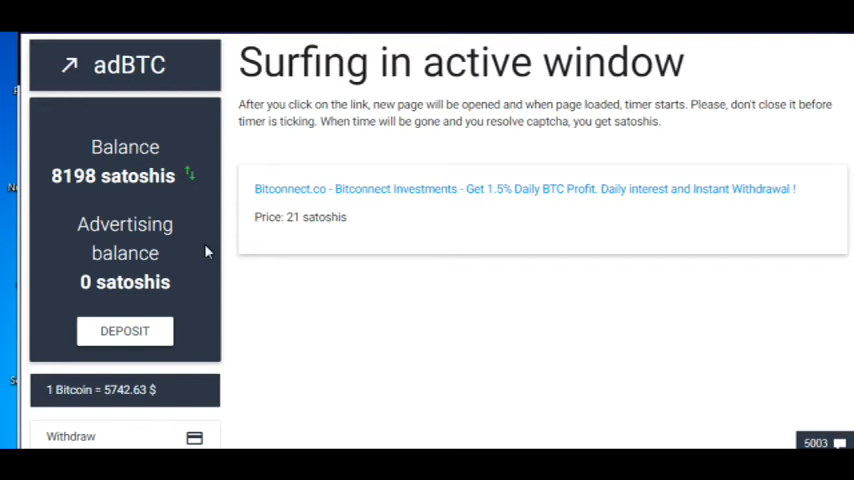 adBTC
Surfing in active window
After you click on the link, new page will be opened and when page loaded, timer starts. Please, don't close it before
timer is ticking. When time will be gone and you resolve captcha, you get satoshis.
Balance
8198 satoshis
Bitconnect.co - Bitconnect Investments - Get 1.5% Daily BTC Profit. Daily interest and Instant Withdrawal !
Price: 21 satoshis
Advertising
balance
0 satoshis
DEPOSIT
1 Bitcoin = 5742.63 $
Withdraw
5003